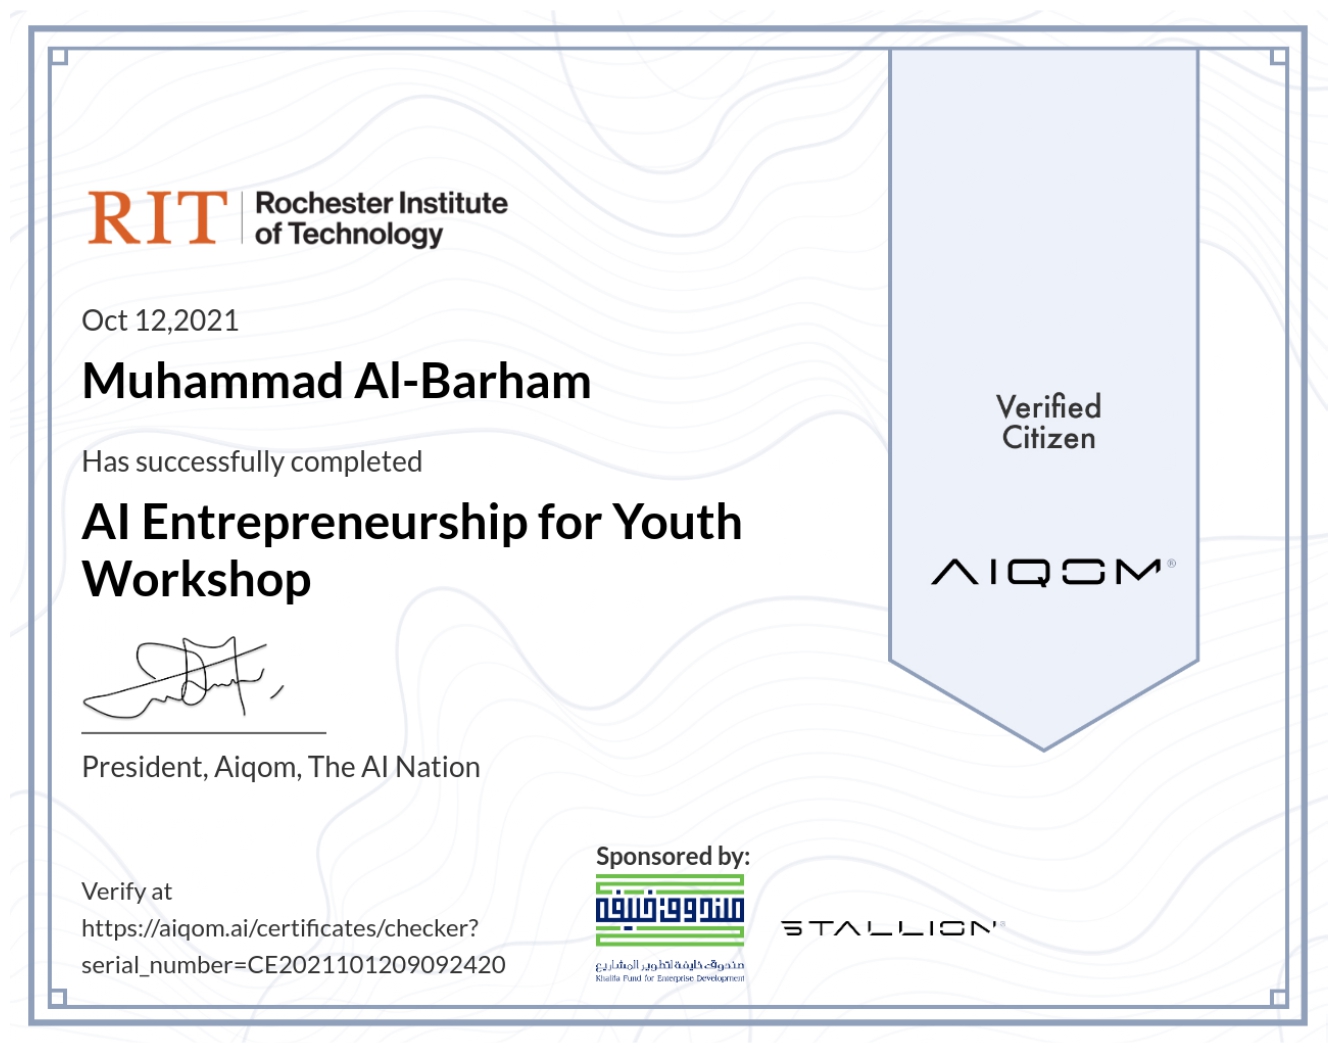 RIT
Rochester Institute
of Technology
Oct 12,2021
Muhammad Al-Barham
Has successfully completed
AI Entrepreneurship for Youth
Workshop
President, Aiqom, The AI Nation
Verify at
https://aiqom.ai/certificates/checker?
serial_number=CE2021101209092420
Verified
Citizen
AIQOM®
Sponsored by:
صندوق خليفة
صندوق خليفة لتطوير المشاريع
Khalifa Fund for Enterprise Development
STALLION